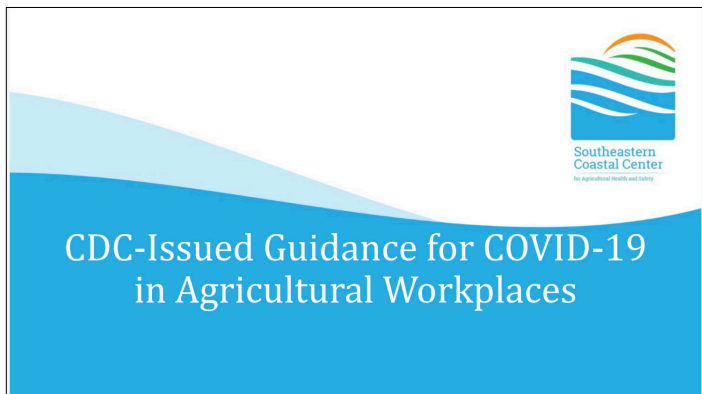 Southeastern
Coastal Center
for Agricultural Health and Safety
CDC-Issued Guidance for COVID-19
in Agricultural Workplaces